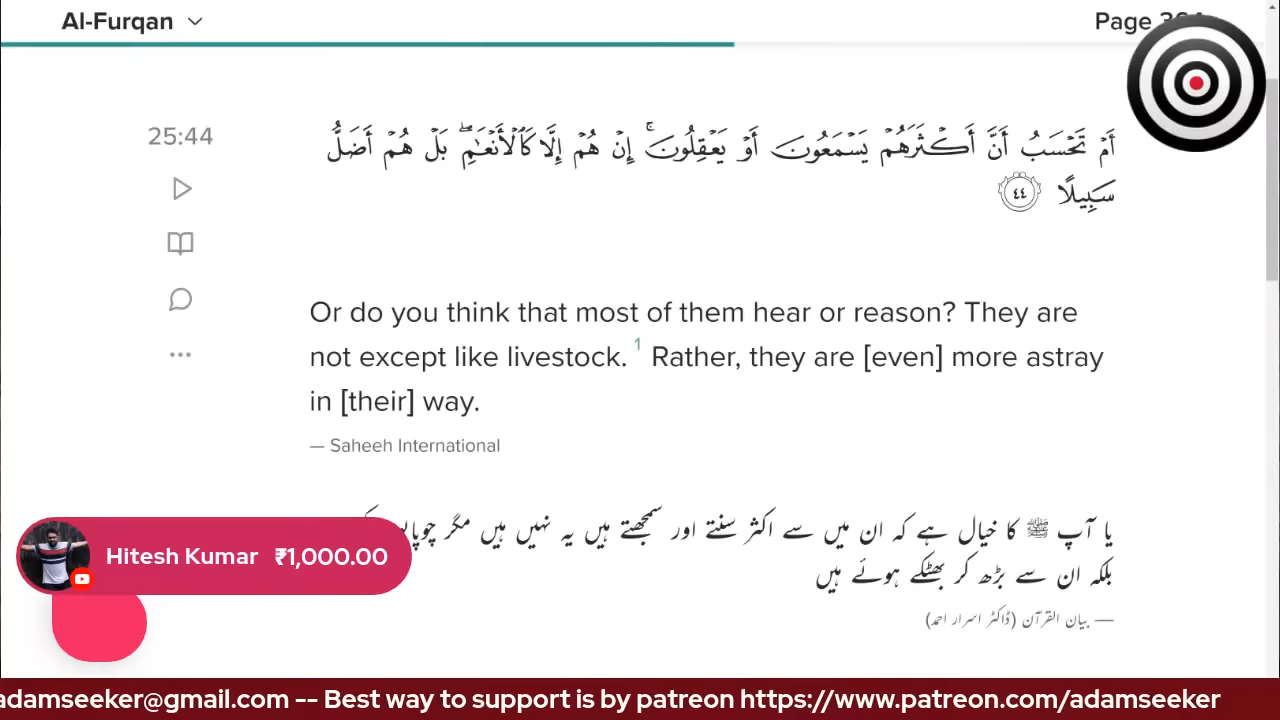 Al-Furqan
Page
25:44
أَمْ تَحْسَبُ أَنَّ أَكْثَرَهُمْ يَسْمَعُونَ أَوْ يَعْقِلُونَ ۚ إِنْ هُمْ إِلَّا كَٱلْأَنْعَـٰمِ ۖ بَلْ هُمْ أَضَلُّ
سَبِيلًا ٤٤
Or do you think that most of them hear or reason? They are
not except like livestock. 1 Rather, they are [even] more astray
in [their] way.
— Saheeh International
یا آپ ﷺ کا خیال ہے کہ ان میں سے اکثر سنتے اور سمجھتے ہیں یہ نہیں ہیں مگر
بلکہ ان سے بڑھ کر بھٹکے ہوئے ہیں
— بیان القرآن (ڈاکٹر اسرار احمد)
Hitesh Kumar ₹1,000.00
adamseeker@gmail.com -- Best way to support is by patreon https://www.patreon.com/adamseeker